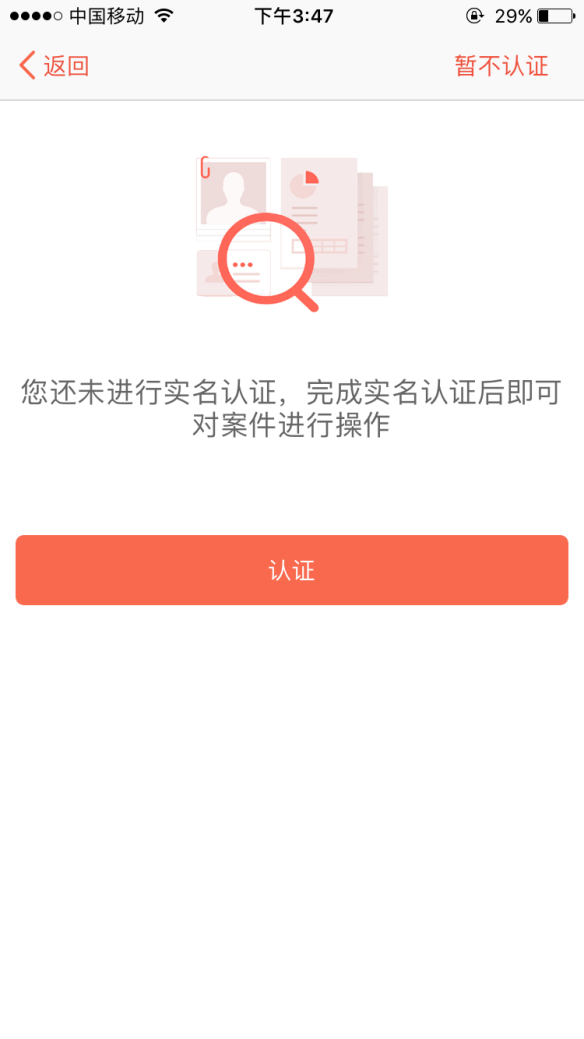 中国移动
下午3:47
29%
返回
暂不认证
您还未进行实名认证，完成实名认证后即可
对案件进行操作
认证